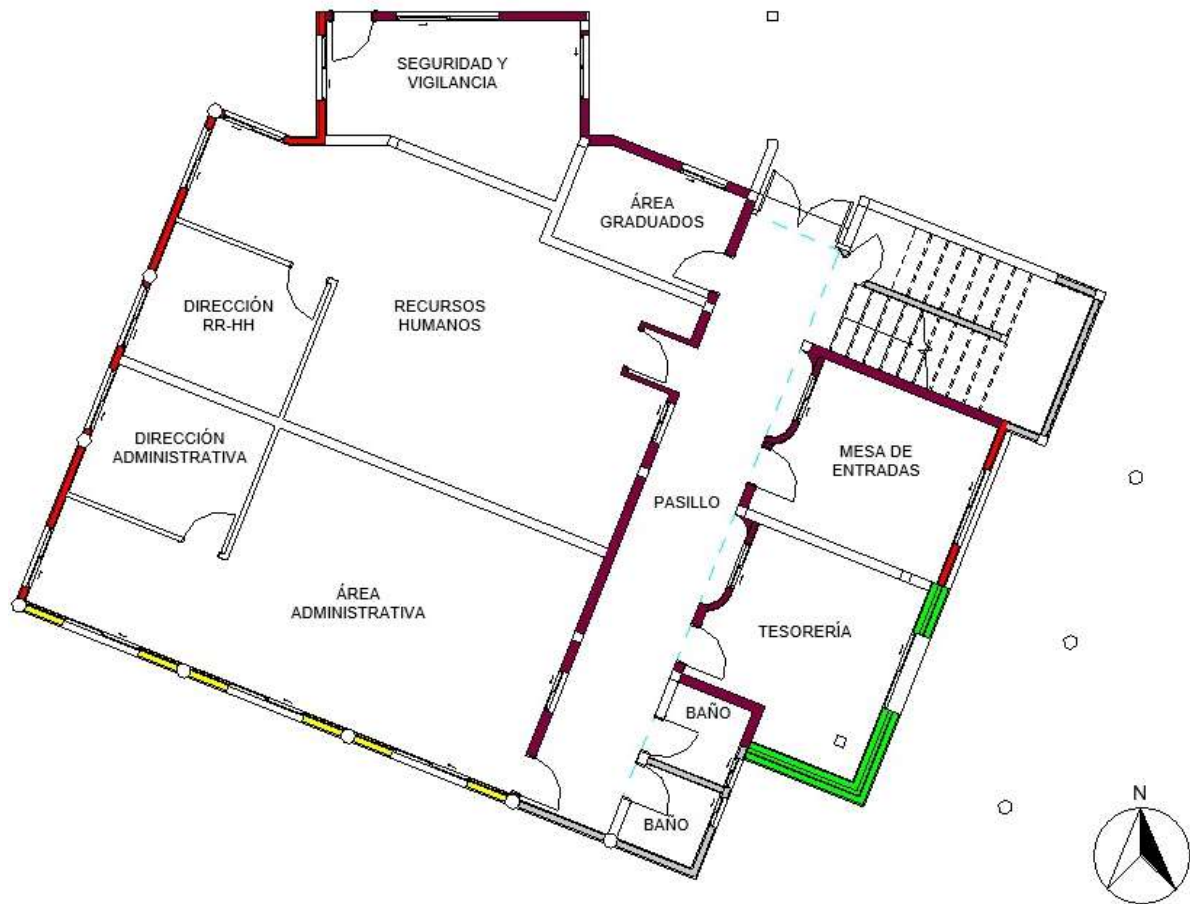 SEGURIDAD Y
VIGILANCIA
ÁREA
GRADUADOS
DIRECCIÓN
RR-HH
RECURSOS
HUMANOS
DIRECCIÓN
ADMINISTRATIVA
MESA DE
ENTRADAS
PASILLO
ÁREA
ADMINISTRATIVA
TESORERÍA
BAÑO
BAÑO
N